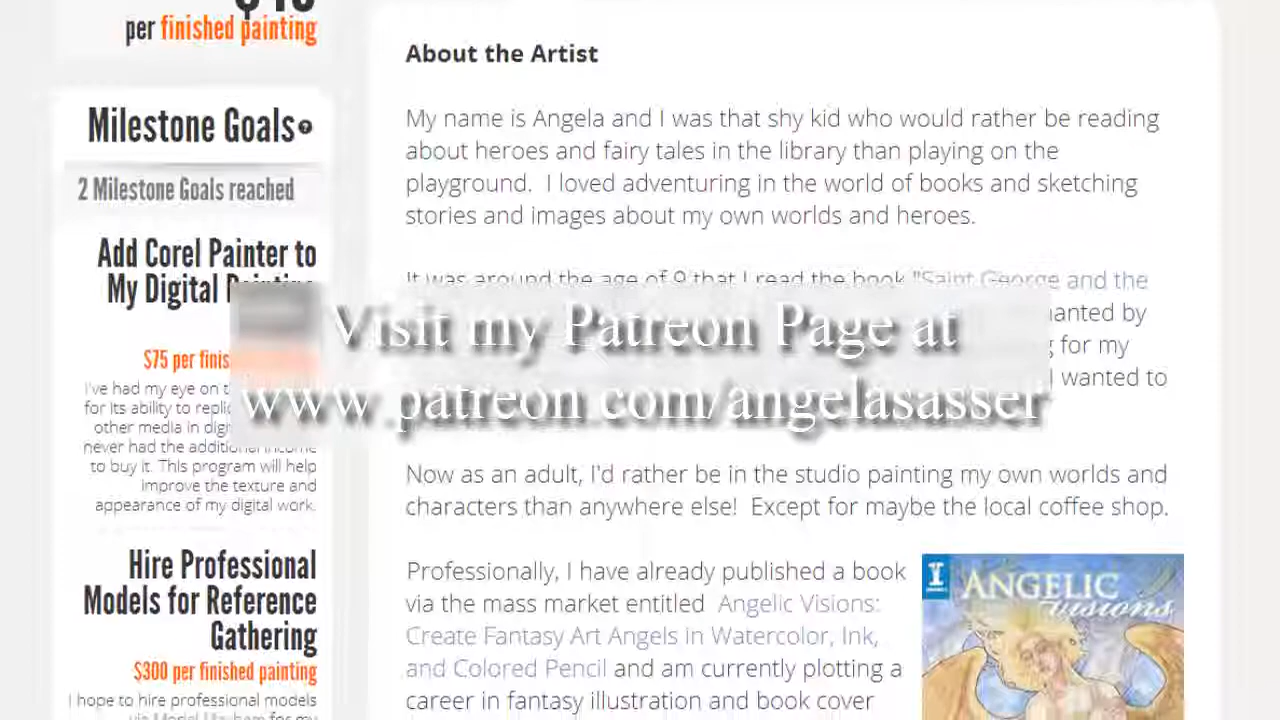 per finished painting
Milestone Goals
2 Milestone Goals reached
Add Corel Painter to
My Digital
$75 per
I've had my eye on
for its ability to
other media in
never had the additional income
to buy it. This program will help
improve the texture and
appearance of my digital work.
Hire Professional
Models for Reference
Gathering
$300 per finished painting
I hope to hire professional models
via Model Mayhem for my
About the Artist
My name is Angela and I was that shy kid who would rather be reading
about heroes and fairy tales in the library than playing on the
playground. I loved adventuring in the world of books and sketching
stories and images about my own worlds and heroes.
It was around the age of 9 that I read the book "Saint George and the
by
for my
wanted to
Visit my Patreon Page at
www.patreon.com/angelasasser
Now as an adult, I'd rather be in the studio painting my own worlds and
characters than anywhere else! Except for maybe the local coffee shop.
Professionally, I have already published a book
via the mass market entitled Angelic Visions:
Create Fantasy Art Angels in Watercolor, Ink,
and Colored Pencil and am currently plotting a
career in fantasy illustration and book cover
ANGELIC
visions